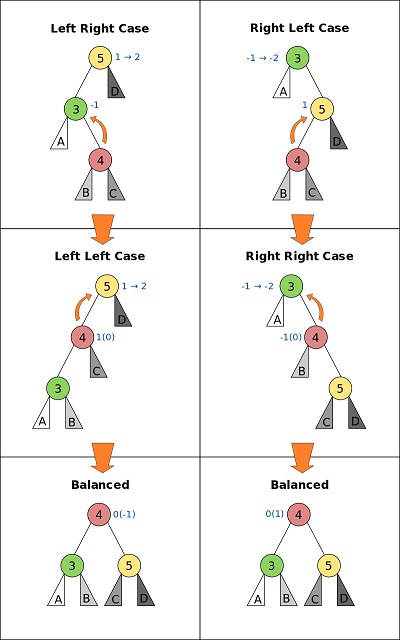 Left Right Case
5 1 → 2
D
3 -1
A
4
B C
Right Left Case
-1 → -2 3
A
1 5
D
4
B C
Left Left Case
5 1 → 2
D
4 1(0)
C
3
A B
Right Right Case
-1 → -2 3
A
-1(0) 4
B
5
C D
Balanced
4 0(-1)
3 5
A B C D
Balanced
0(1) 4
3 5
A B C D